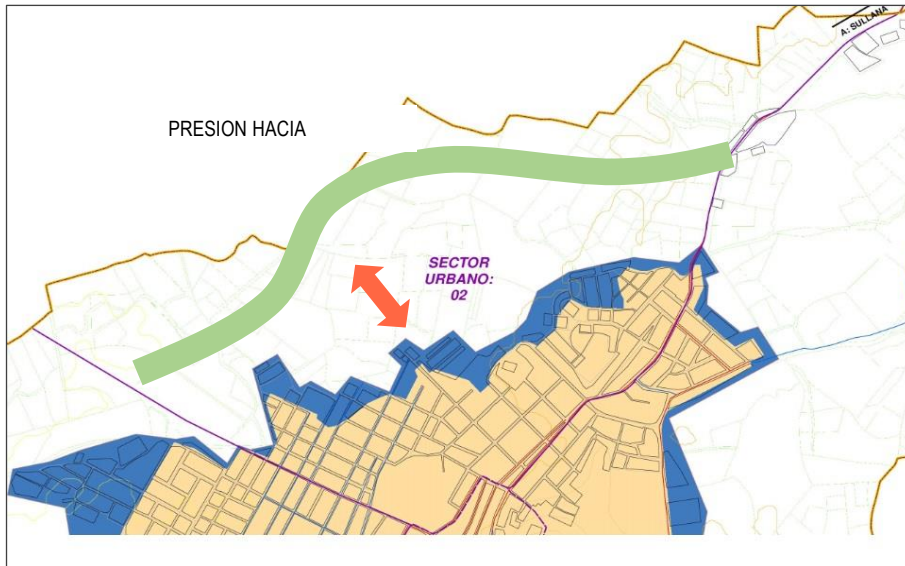 A: SULLANA
PRESION HACIA
SECTOR
URBANO:
02